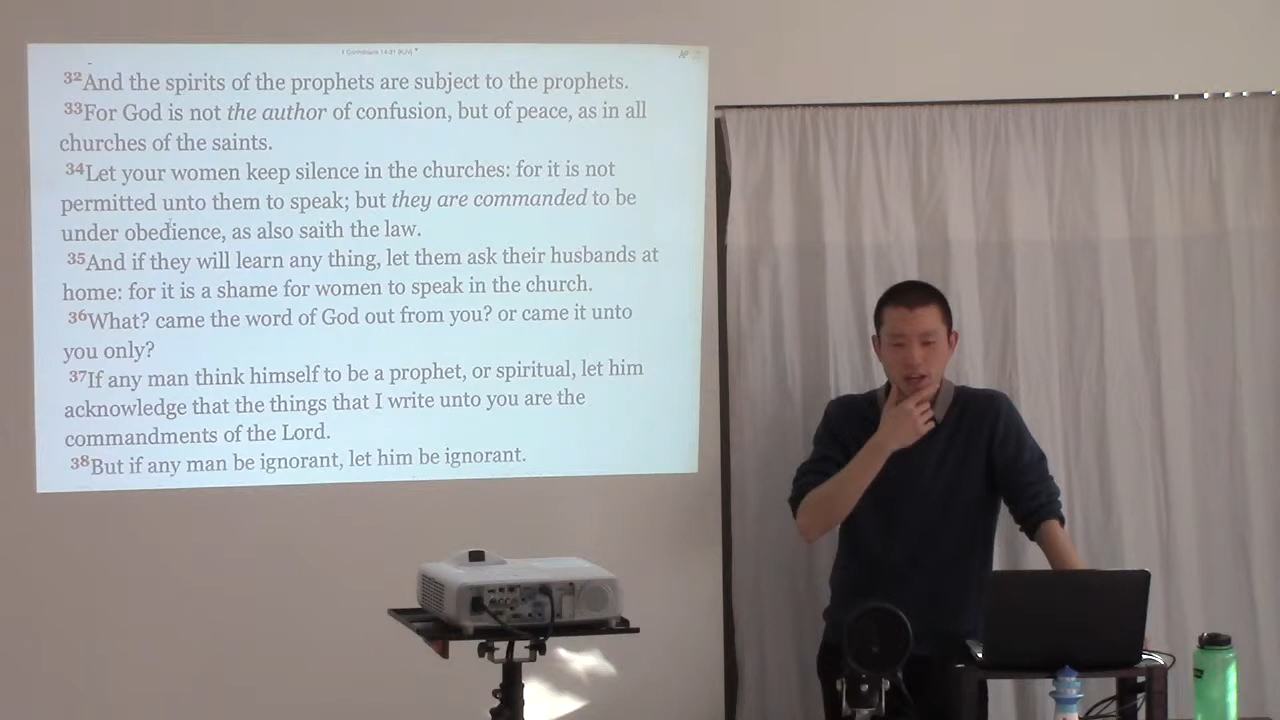 1 Corinthians 14:31 (KJV)
32And the spirits of the prophets are subject to the prophets.
33For God is not the author of confusion, but of peace, as in all
churches of the saints.
34Let your women keep silence in the churches: for it is not
permitted unto them to speak; but they are commanded to be
under obedience, as also saith the law.
35And if they will learn any thing, let them ask their husbands at
home: for it is a shame for women to speak in the church.
36What? came the word of God out from you? or came it unto
you only?
37If any man think himself to be a prophet, or spiritual, let him
acknowledge that the things that I write unto you are the
commandments of the Lord.
38But if any man be ignorant, let him be ignorant.